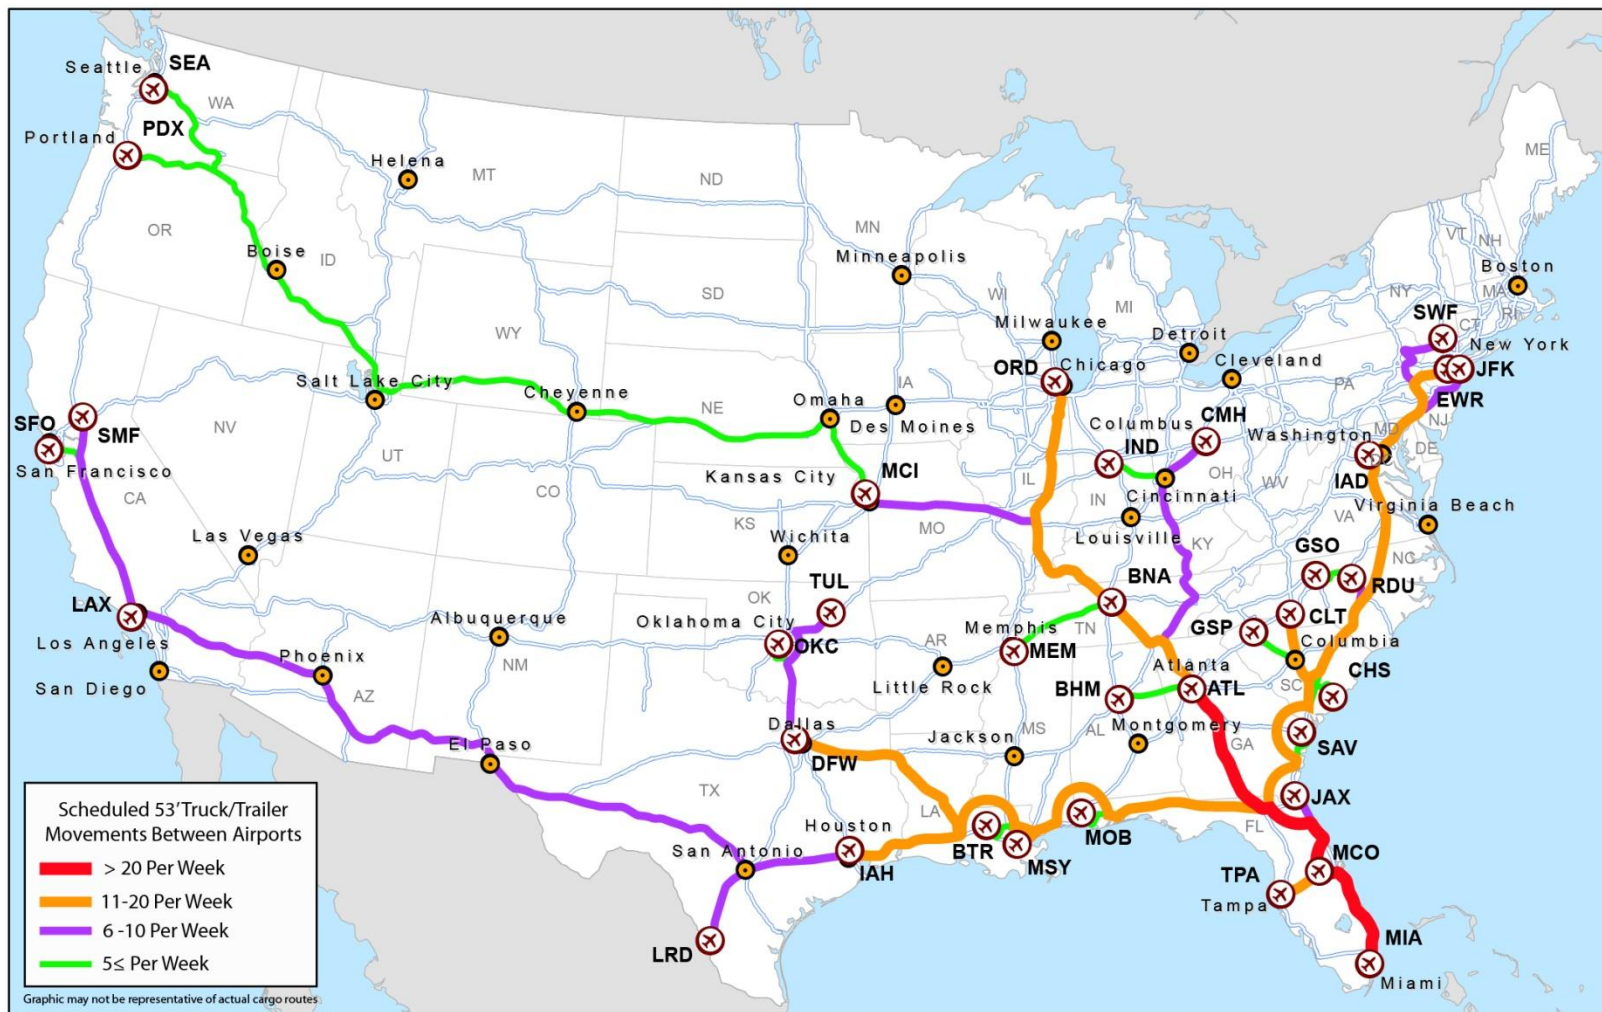 SEA
Seattle
WA
PDX
Portland
ME
Helena
MT
ND
OR
MN
VT
NH
Boise
ID
Minneapolis
Boston
SD
WI
MI
NY
MA
RI
CT
SWF
WY
Milwaukee
Detroit
New York
ORD
Chicago
Cleveland
JFK
Salt Lake City
Cheyenne
NE
IA
Omaha
Des Moines
PA
EWR
CMH
Columbus
SFO
SMF
NV
UT
San Francisco
CA
CO
Kansas City
MCI
IL
IND
IN
OH
Cincinnati
WV
Washington
MD
NJ
DE
DC
IAD
Virginia Beach
VA
Las Vegas
KS
Wichita
MO
Louisville
KY
GSO
RDU
NC
TUL
OK
BNA
LAX
Los Angeles
Albuquerque
Oklahoma City
OKC
AR
Memphis
MEM
TN
GSP
CLT
Columbia
San Diego
Phoenix
AZ
NM
Little Rock
BHM
Atlanta
ATL
SC
CHS
El Paso
Dallas
DFW
Jackson
MS
AL
Montgomery
GA
SAV
TX
LA
Houston
IAH
BTR
MSY
MOB
JAX
FL
San Antonio
MCO
TPA
Tampa
LRD
MIA
Miami
Scheduled 53' Truck/Trailer
Movements Between Airports
> 20 Per Week
11-20 Per Week
6 -10 Per Week
5≤ Per Week
Graphic may not be representative of actual cargo routes